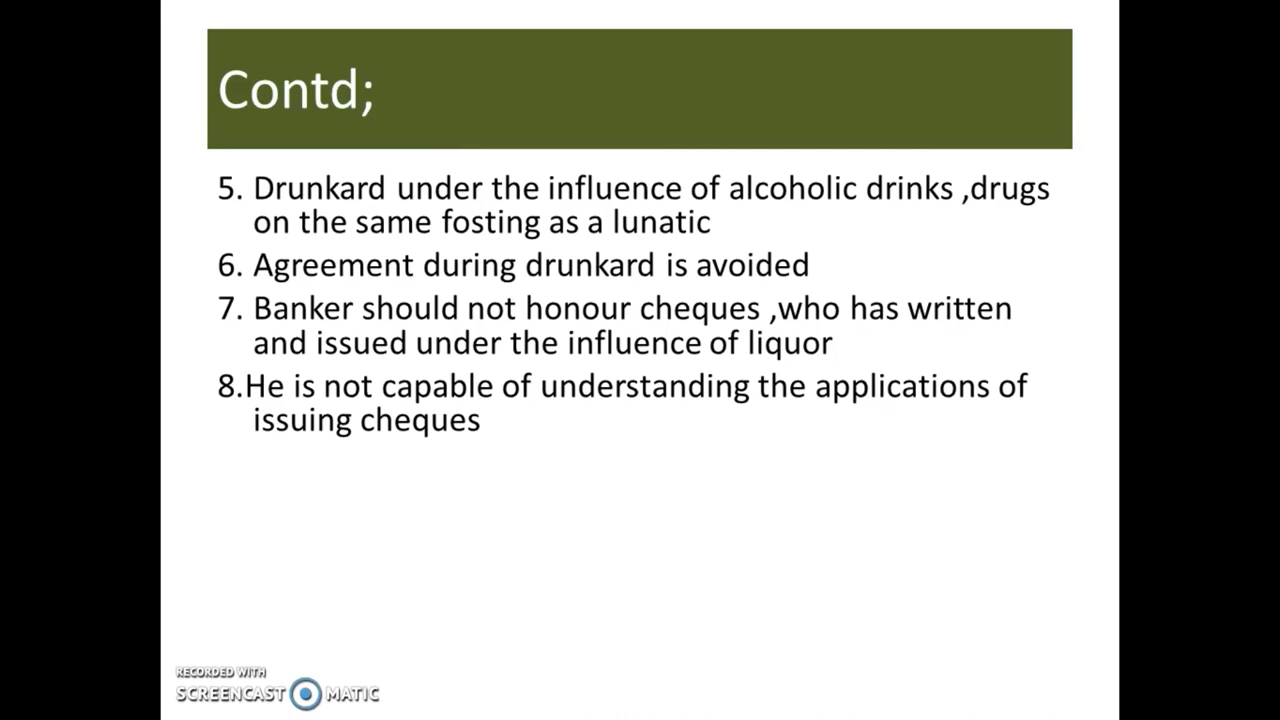 Contd;
5. Drunkard under the influence of alcoholic drinks ,drugs
on the same fosting as a lunatic
6. Agreement during drunkard is avoided
7. Banker should not honour cheques ,who has written
and issued under the influence of liquor
8.He is not capable of understanding the applications of
issuing cheques
RECORDED WITH
SCREENCAST MATIC